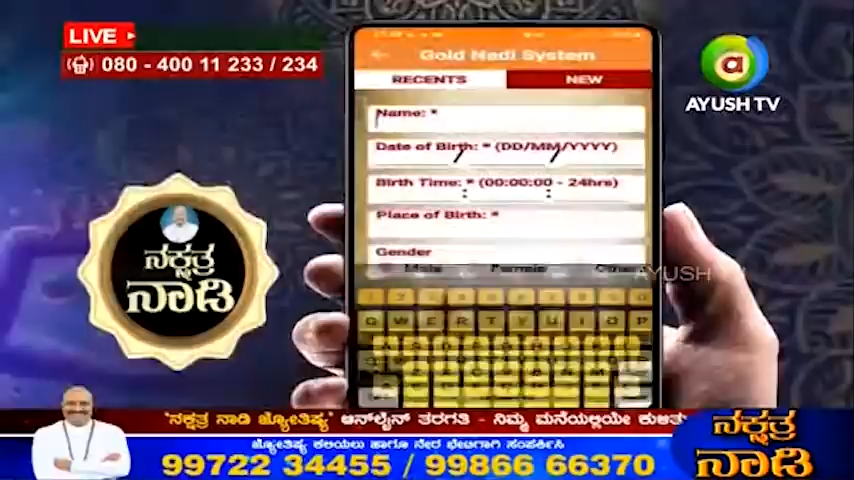 LIVE
080 - 400 11 233 / 234
Gold Nadi System
RECENTS NEW
Name: *
Date of Birth: * (DD/MM/YYYY)
Birth Time: * (00:00:00 - 24hrs)
Place of Birth: *
Gender
Male Female
a
AYUSH TV
AYUSH
Q W E R T Y U I O P
ನಕ್ಷತ್ರ
ನಾಡಿ
'ನಕ್ಷತ್ರ ನಾಡಿ ಜ್ಯೋತಿಷ್ಯ' ಆನ್‌ಲೈನ್ ತರಗತಿ - ನಿಮ್ಮ ಮನೆಯಲ್ಲಿಯೇ ಕುಳಿತು
ಜ್ಯೋತಿಷ್ಯ ಕಲಿಯಲು ಹಾಗೂ ನೇರ ಭೇಟಿಗಾಗಿ ಸಂಪರ್ಕಿಸಿ
99722 34455 / 99866 66370
ನಕ್ಷತ್ರ
ನಾಡಿ